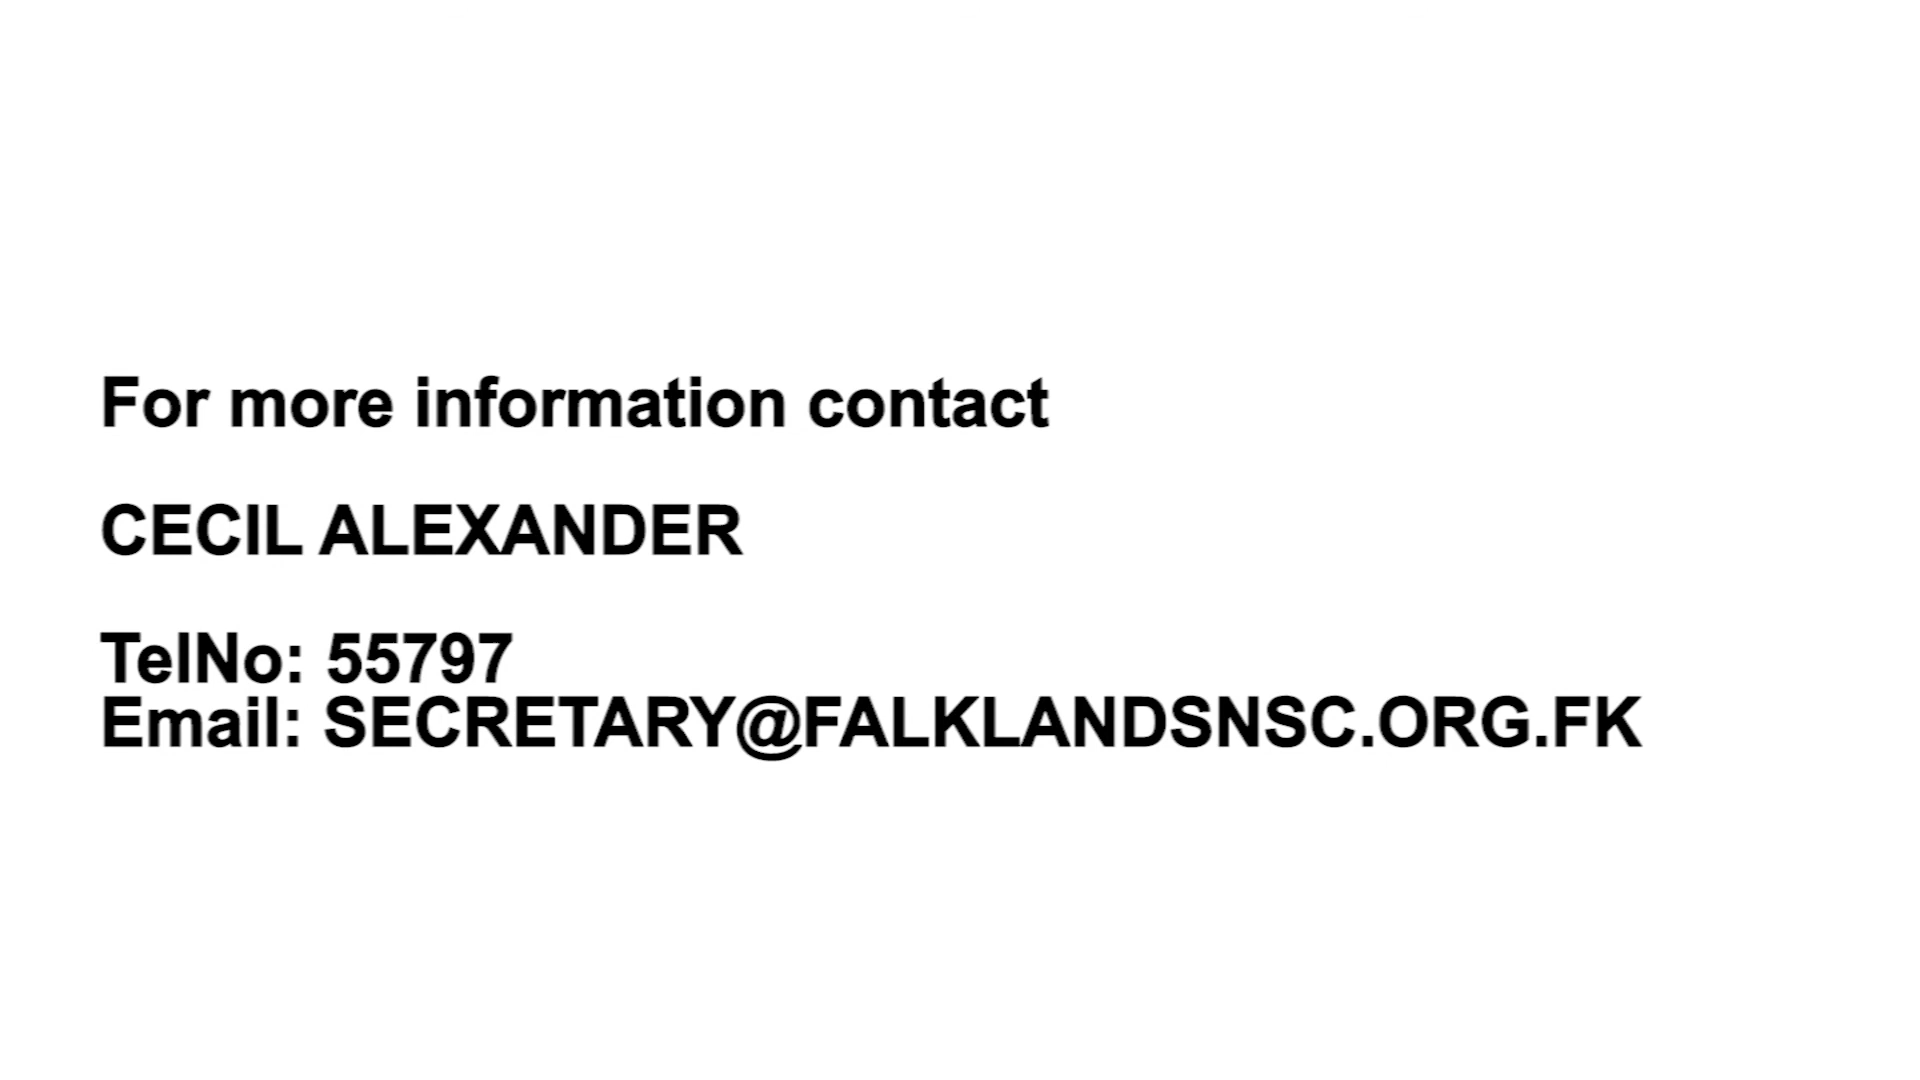 For more information contact
CECIL ALEXANDER
TelNo: 55797
Email: SECRETARY@FALKLANDSNSC.ORG.FK